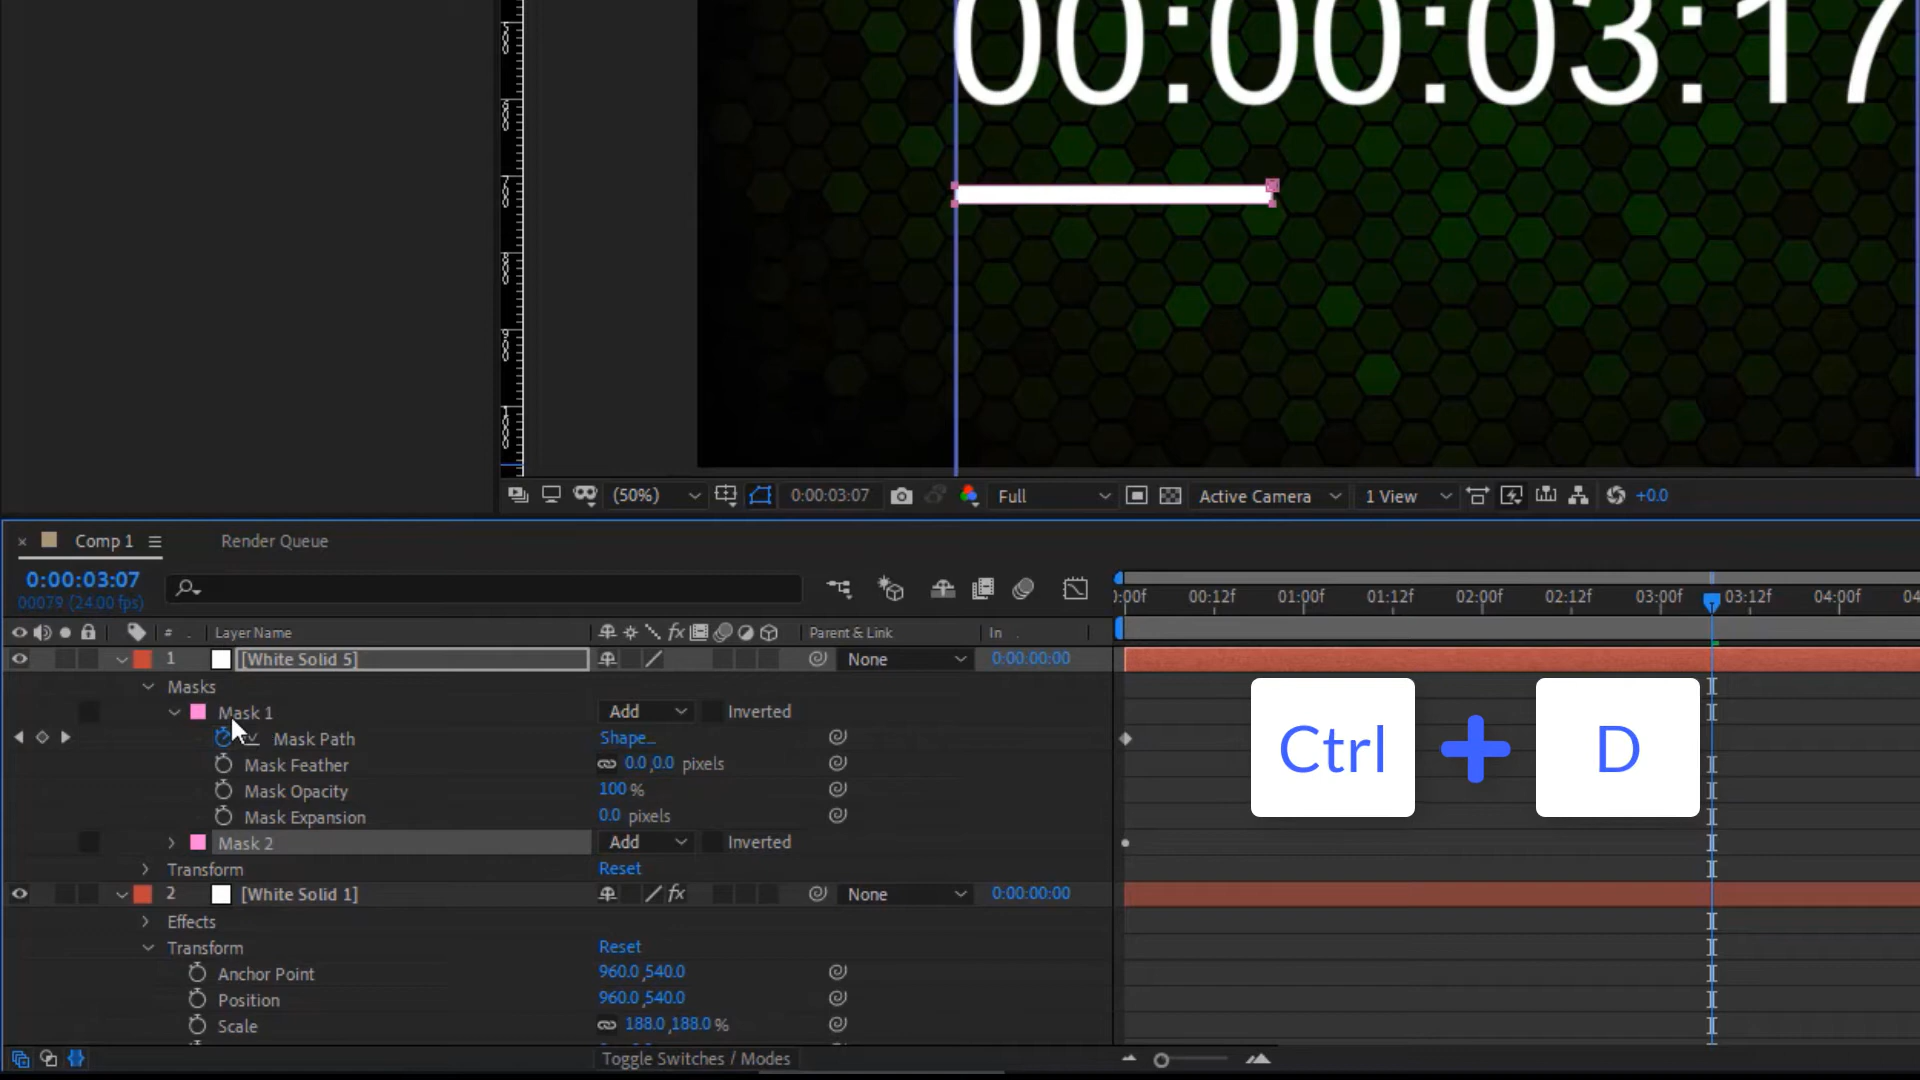 00:00:03:17
(50%) 0:00:03:07 Full Active Camera 1 View +0.0
Comp 1 Render Queue
0:00:03:07
00079 (24.00 fps)
:00f 00:12f 01:00f 01:12f 02:00f 02:12f 03:00f 03:12f 04:00f 04
# . Layer Name fx Parent & Link In .
1 [White Solid 5] None 0:00:00:00
Masks
Mask 1 Add Inverted
Mask Path Shape...
Mask Feather 0.0,0.0 pixels
Mask Opacity 100 %
Mask Expansion 0.0 pixels
Mask 2 Add Inverted
Transform Reset
2 [White Solid 1] fx None 0:00:00:00
Effects
Transform Reset
Anchor Point 960.0,540.0
Position 960.0,540.0
Scale 188.0,188.0 %
Toggle Switches / Modes
Ctrl + D